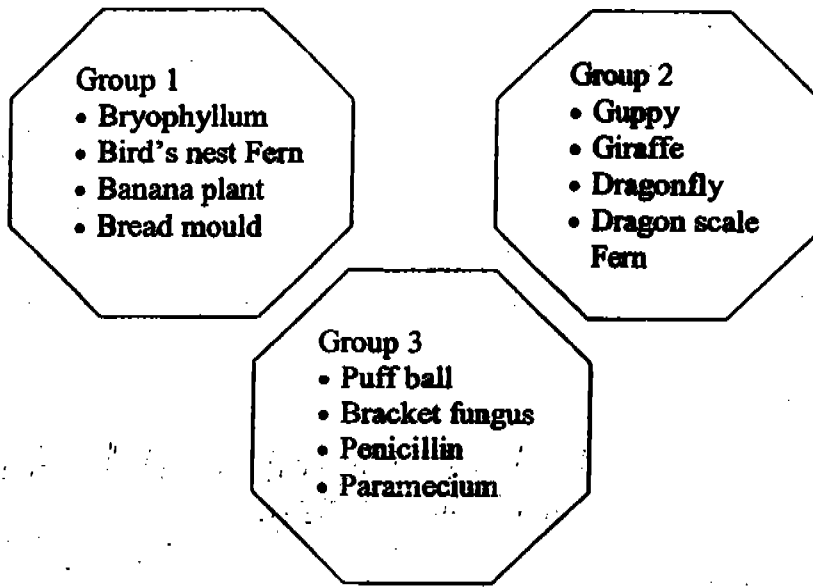 Group 1
• Bryophyllum
• Bird's nest Fern
• Banana plant
• Bread mould
Group 2
• Guppy
• Giraffe
• Dragonfly
• Dragon scale
Fern
Group 3
• Puff ball
• Bracket fungus
• Penicillin
• Paramecium